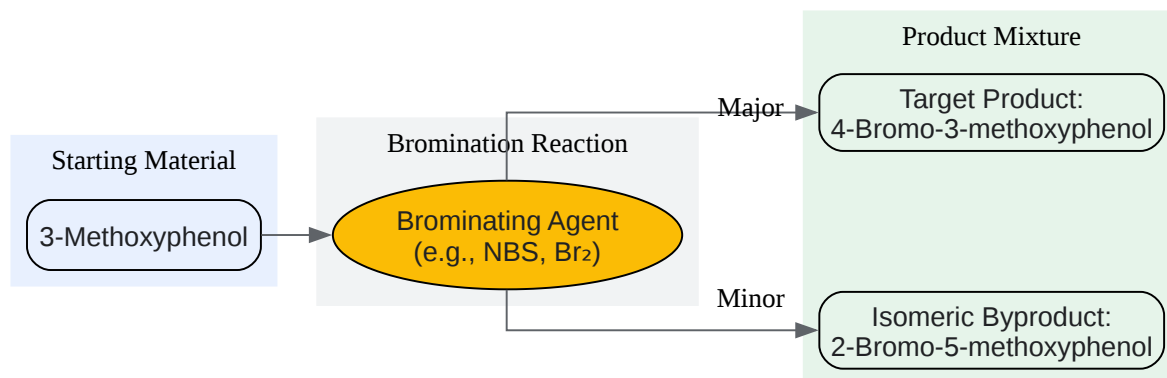 Starting Material
3-Methoxyphenol
Bromination Reaction
Brominating Agent
(e.g., NBS, Br₂)
Major
Minor
Product Mixture
Target Product:
4-Bromo-3-methoxyphenol
Isomeric Byproduct:
2-Bromo-5-methoxyphenol